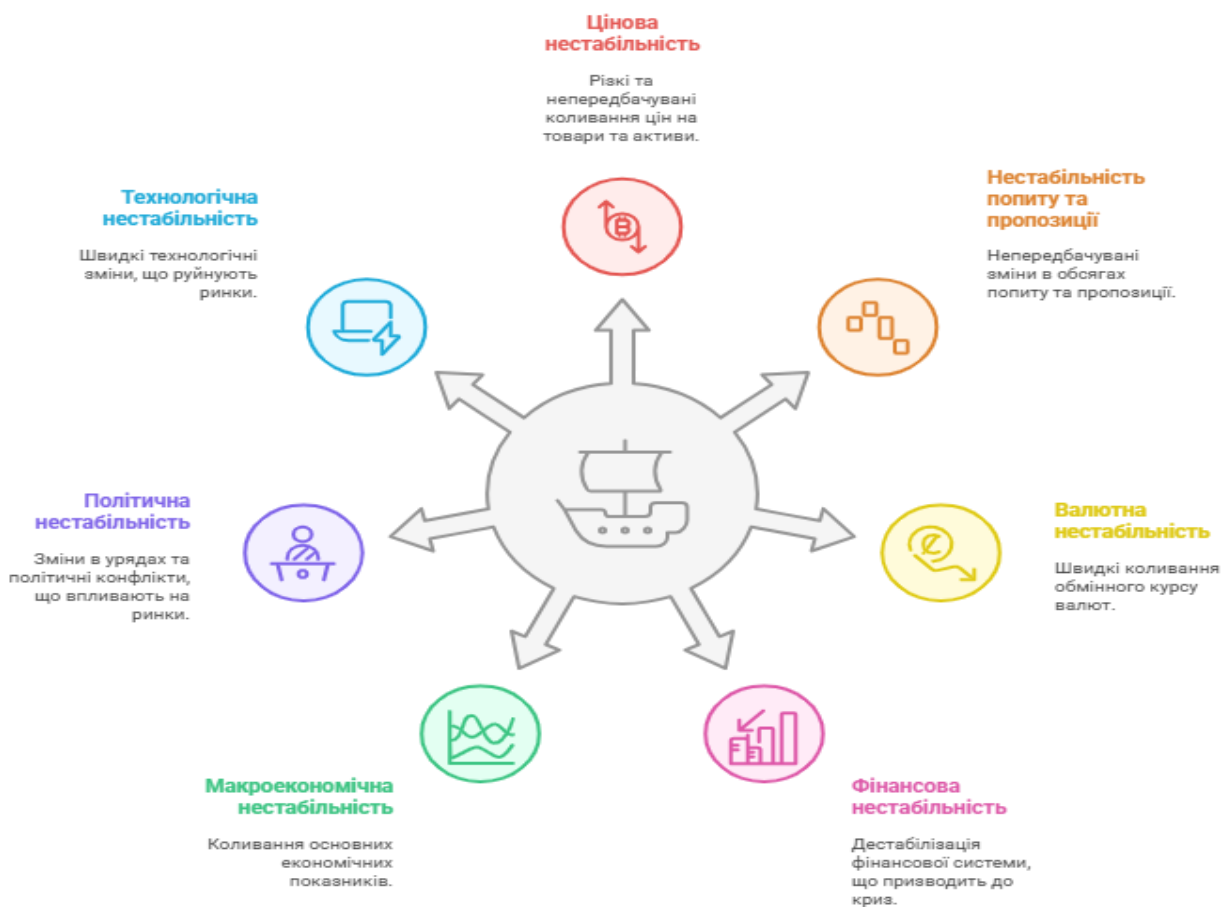 Цінова
нестабільність
Різкі та
непередбачувані
коливання цін на
товари та активи.
Нестабільність
попиту та
пропозиції
Непередбачувані
зміни в обсягах
попиту та пропозиції.
Технологічна
нестабільність
Швидкі технологічні
зміни, що руйнують
ринки.
Політична
нестабільність
Зміни в урядах та
політичні конфлікти,
що впливають на
ринки.
Валютна
нестабільність
Швидкі коливання
обмінного курсу
валют.
Макроекономічна
нестабільність
Коливання основних
економічних
показників.
Фінансова
нестабільність
Дестабілізація
фінансової системи,
що призводить до
криз.